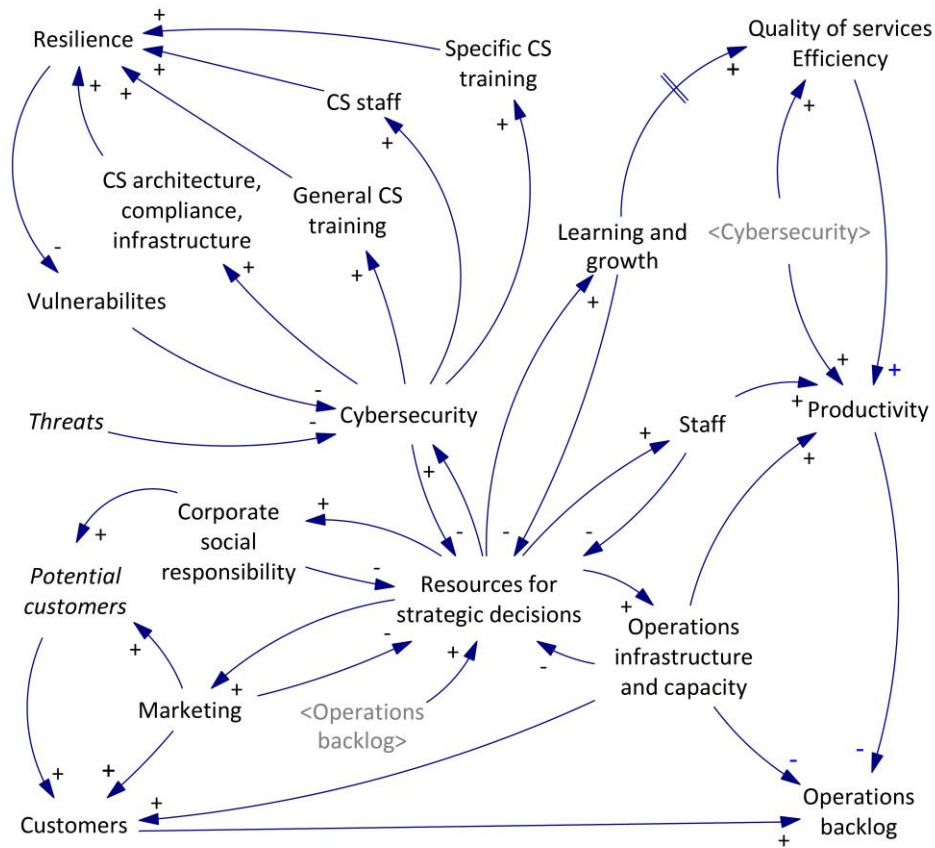 Resilience
Specific CS
training
Quality of services
Efficiency
CS staff
CS architecture,
compliance,
infrastructure
General CS
training
Learning and
growth
<Cybersecurity>
Vulnerabilites
Threats
Cybersecurity
Staff
Productivity
Corporate
social
responsibility
Potential
customers
Resources for
strategic decisions
Operations
infrastructure
and capacity
Marketing
<Operations
backlog>
Customers
Operations
backlog
+
+
+
+
+
+
+
+
+
-
+
+
+
+
-
-
+
+
+
+
+
+
-
-
-
+
-
+
-
+
-
+
+
-
+
+
+
-
-
+